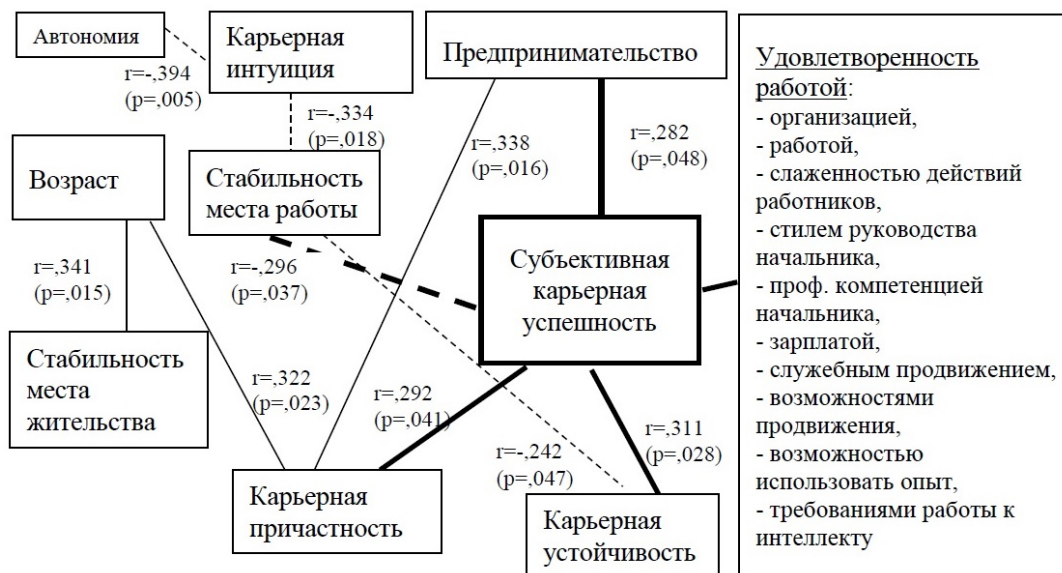 Автономия
Карьерная
интуиция
Предпринимательство
r=-,394
(p=,005)
r=-,334
(p=,018)
r=,338
(p=,016)
r=,282
(p=,048)
Возраст
Стабильность
места работы
r=,341
(p=,015)
r=-,296
(p=,037)
Субъективная
карьерная
успешность
Стабильность
места
жительства
r=,322
(p=,023)
r=,292
(p=,041)
r=-,242
(p=,047)
r=,311
(p=,028)
Карьерная
причастность
Карьерная
устойчивость
Удовлетворенность
работой:
- организацией,
- работой,
- слаженностью действий
работников,
- стилем руководства
начальника,
- проф. компетенцией
начальника,
- зарплатой,
- служебным продвижением,
- возможностями
продвижения,
- возможностью
использовать опыт,
- требованиями работы к
интеллекту